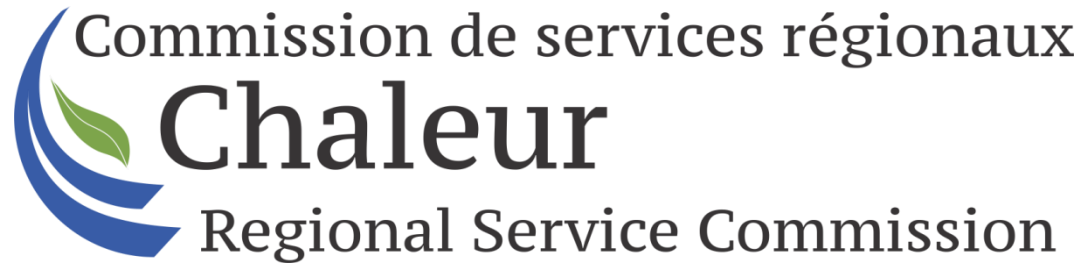 Commission de services régionaux
Chaleur
Regional Service Commission